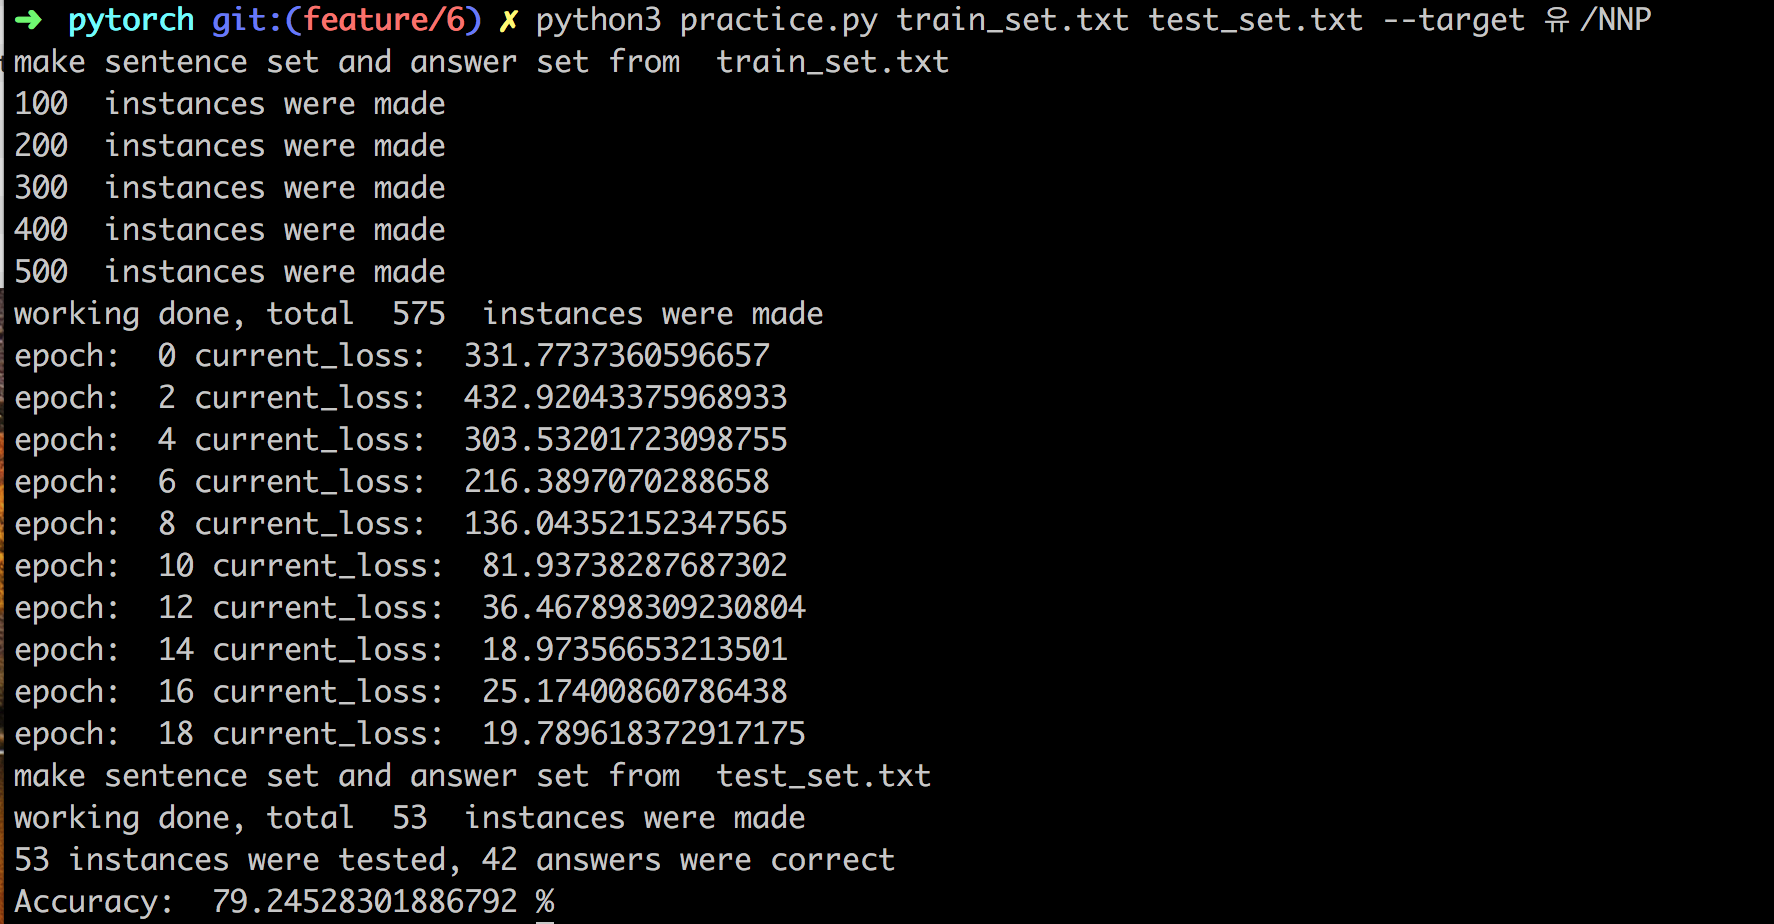 ➜ pytorch git:(feature/6) ✗ python3 practice.py train_set.txt test_set.txt --target 유/NNP
make sentence set and answer set from  train_set.txt
100  instances were made
200  instances were made
300  instances were made
400  instances were made
500  instances were made
working done, total  575  instances were made
epoch:  0 current_loss:  331.7737360596657
epoch:  2 current_loss:  432.92043375968933
epoch:  4 current_loss:  303.53201723098755
epoch:  6 current_loss:  216.3897070288658
epoch:  8 current_loss:  136.04352152347565
epoch:  10 current_loss:  81.93738287687302
epoch:  12 current_loss:  36.467898309230804
epoch:  14 current_loss:  18.97356653213501
epoch:  16 current_loss:  25.17400860786438
epoch:  18 current_loss:  19.789618372917175
make sentence set and answer set from  test_set.txt
working done, total  53  instances were made
53 instances were tested, 42 answers were correct
Accuracy:  79.24528301886792 %